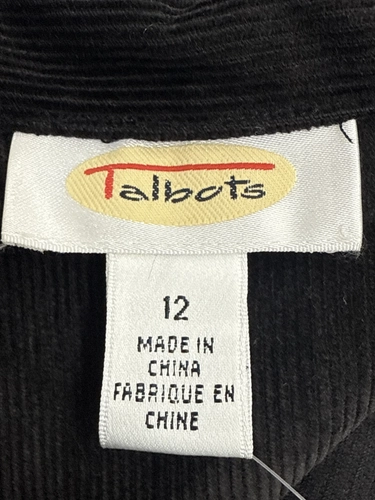 Talbots
12
MADE IN
CHINA
FABRIQUE EN
CHINE